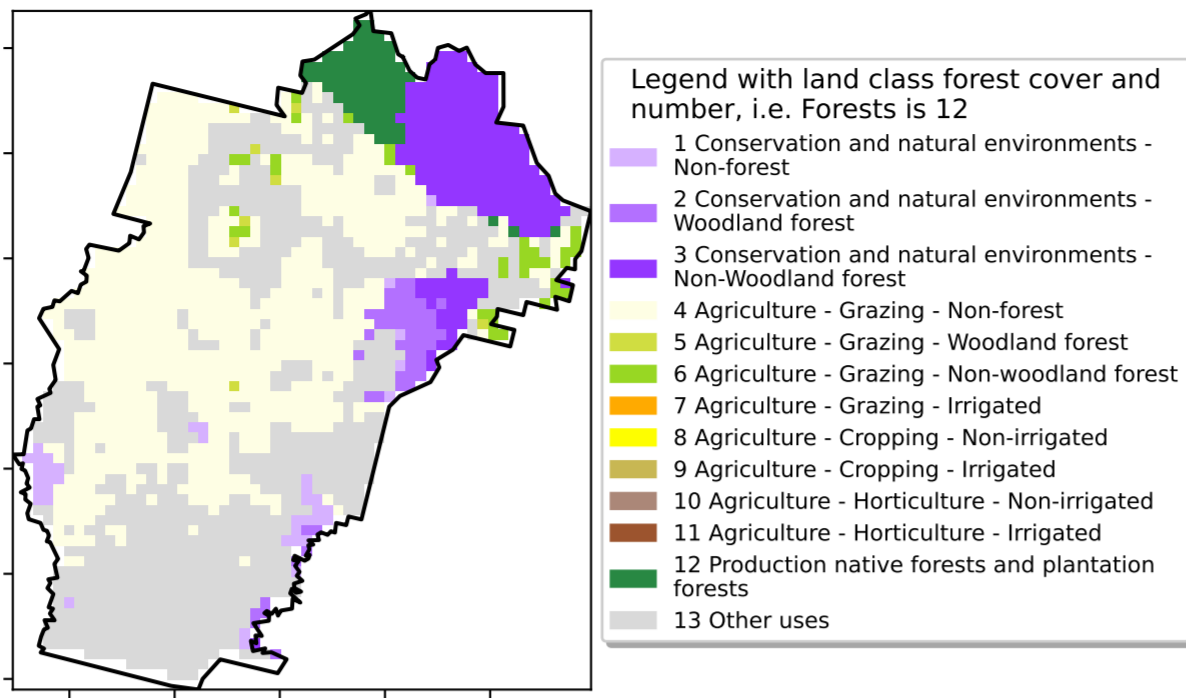 Legend with land class forest cover and
number, i.e. Forests is 12
1 Conservation and natural environments -
Non-forest
2 Conservation and natural environments -
Woodland forest
3 Conservation and natural environments -
Non-Woodland forest
4 Agriculture - Grazing - Non-forest
5 Agriculture - Grazing - Woodland forest
6 Agriculture - Grazing - Non-woodland forest
7 Agriculture - Grazing - Irrigated
8 Agriculture - Cropping - Non-irrigated
9 Agriculture - Cropping - Irrigated
10 Agriculture - Horticulture - Non-irrigated
11 Agriculture - Horticulture - Irrigated
12 Production native forests and plantation
forests
13 Other uses